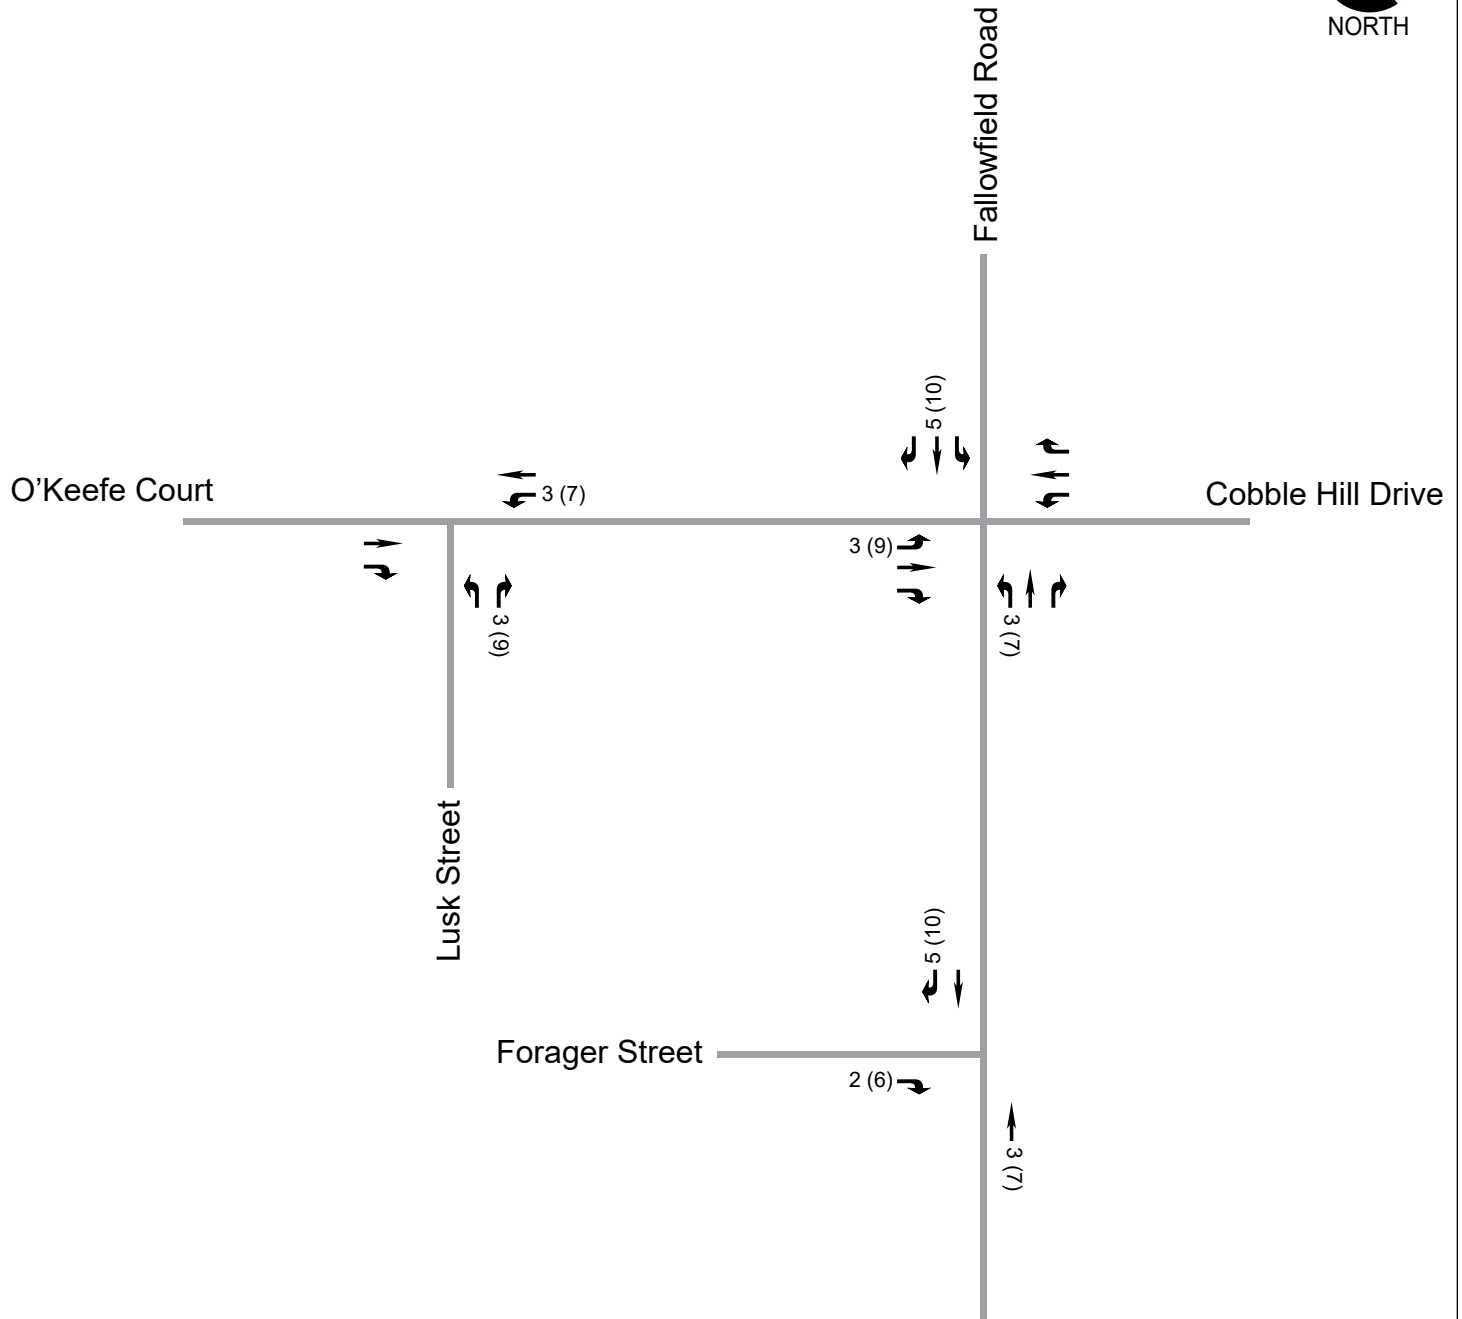 NORTH
Fallowfield Road
5 (10)
O'Keefe Court
3 (7)
Cobble Hill Drive
3 (9)
3 (9)
3 (7)
Lusk Street
5 (10)
Forager Street
2 (6)
3 (7)